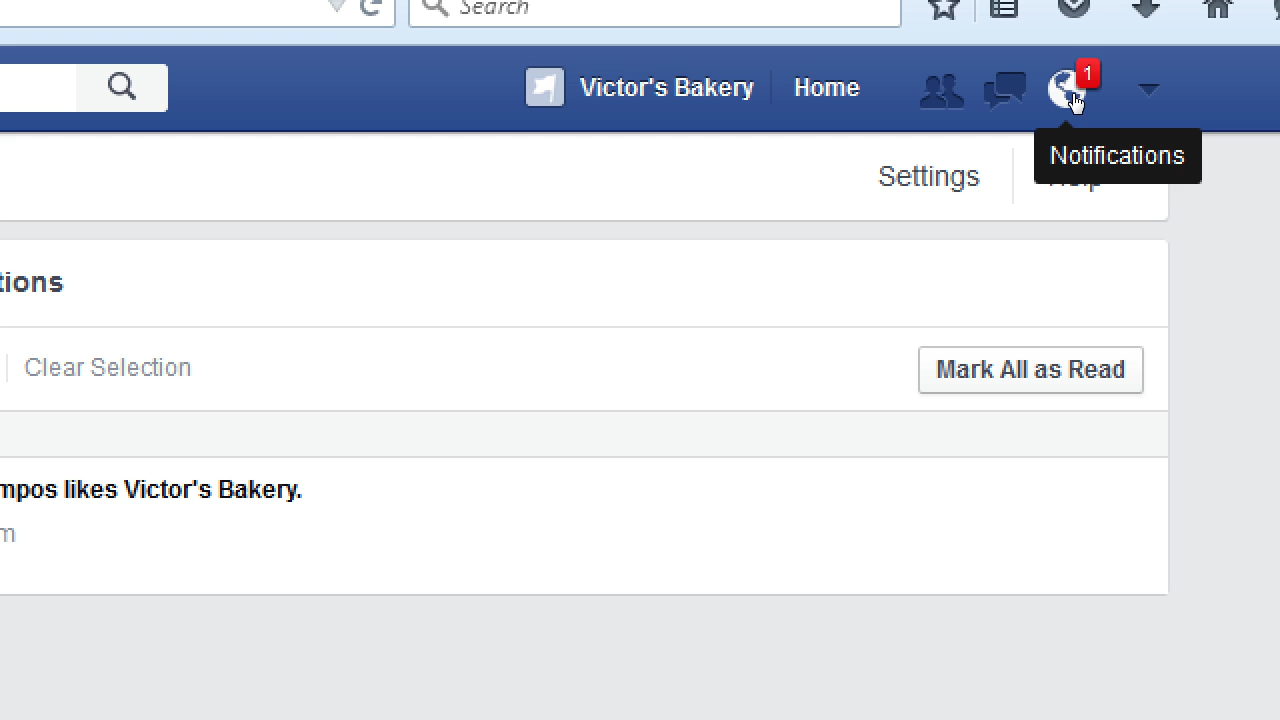 Search
Victor's Bakery Home 1
Notifications
Settings
tions
Clear Selection Mark All as Read
mpos likes Victor's Bakery.
m